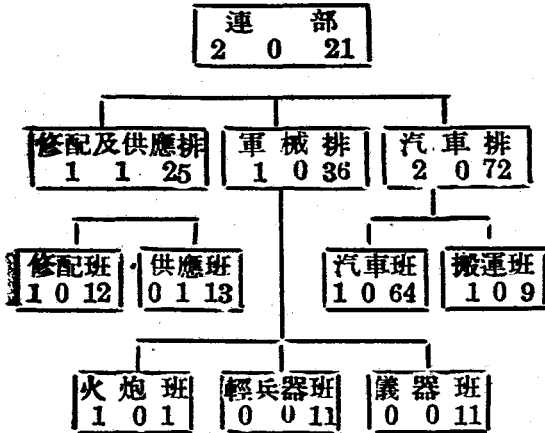 連部
2 0 21
修配及供應排 軍械排 汽車排
1 1 25 1 0 36 2 0 72
修配班 供應班 汽車班 搬運班
1 0 12 0 1 13 1 0 64 1 0 9
火炮班 輕兵器班 儀器班
1 0 1 0 0 11 0 0 11